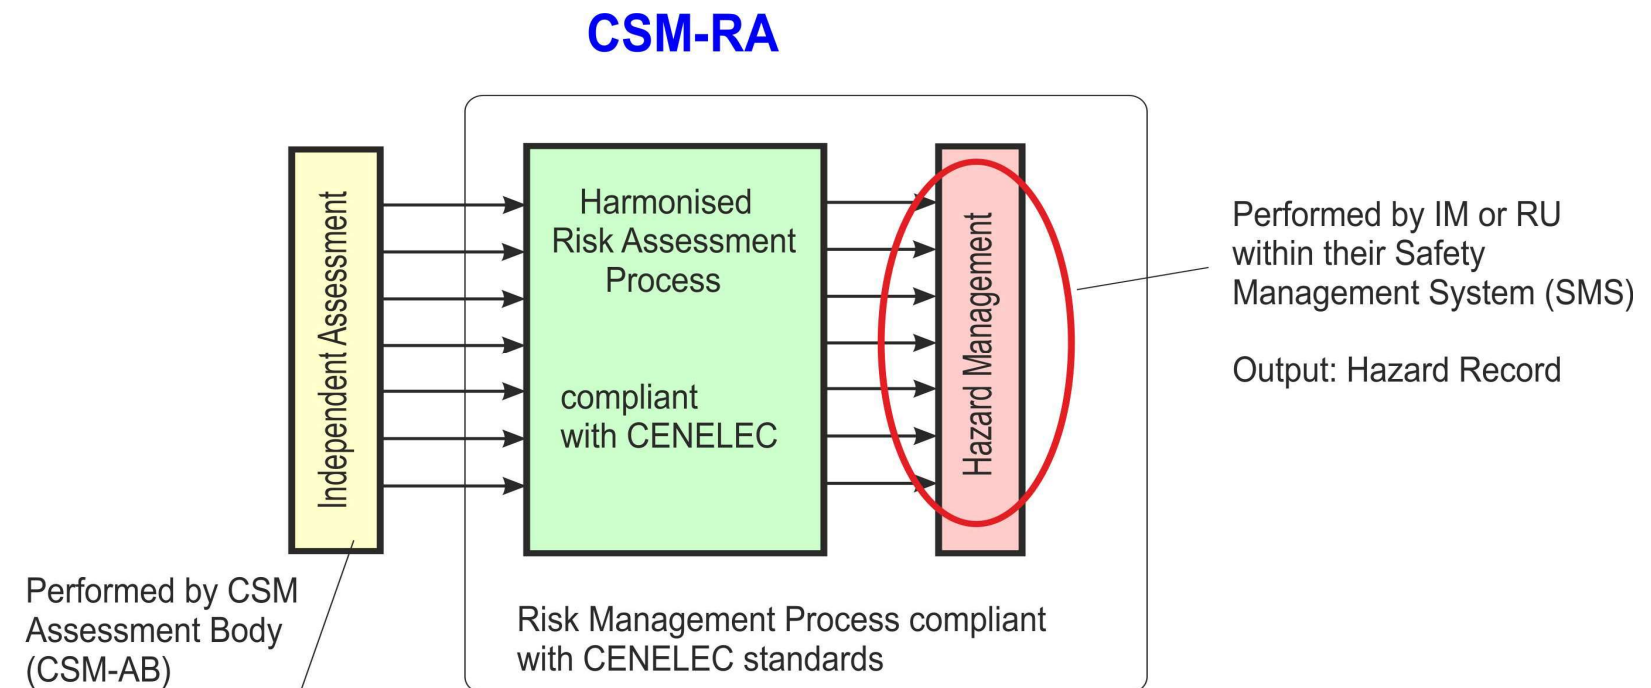 CSM-RA
Independent Assessment
Harmonised
Risk Assessment
Process
compliant
with CENELEC
Hazard Management
Performed by IM or RU
within their Safety
Management System (SMS)
Output: Hazard Record
Performed by CSM
Assessment Body
(CSM-AB)
Risk Management Process compliant
with CENELEC standards